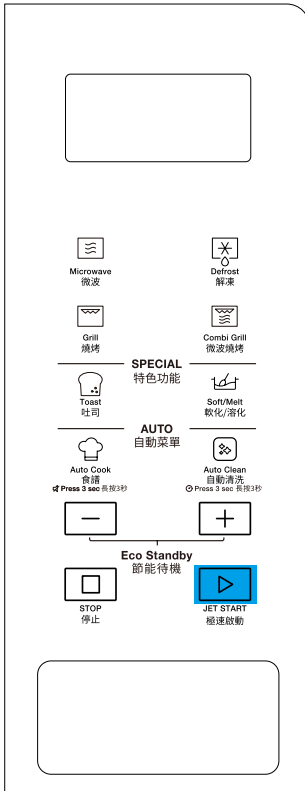 Microwave
微波
Defrost
解凍
Grill
燒烤
Combi Grill
微波燒烤
SPECIAL
特色功能
Toast
吐司
Soft/Melt
軟化/溶化
AUTO
自動菜單
Auto Cook
食譜
Press 3 sec 長按3秒
Auto Clean
自動清洗
Press 3 sec 長按3秒
Eco Standby
節能待機
STOP
停止
JET START
極速啟動